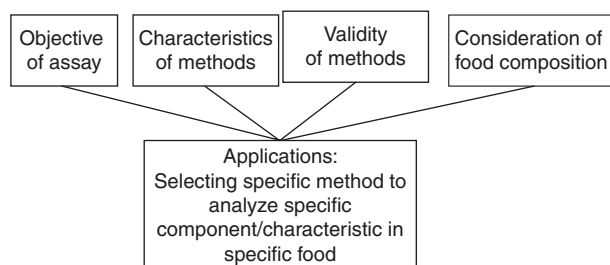 Objective
of assay
Characteristics
of methods
Validity
of methods
Consideration of
food composition
Applications:
Selecting specific method to
analyze specific
component/characteristic in
specific food